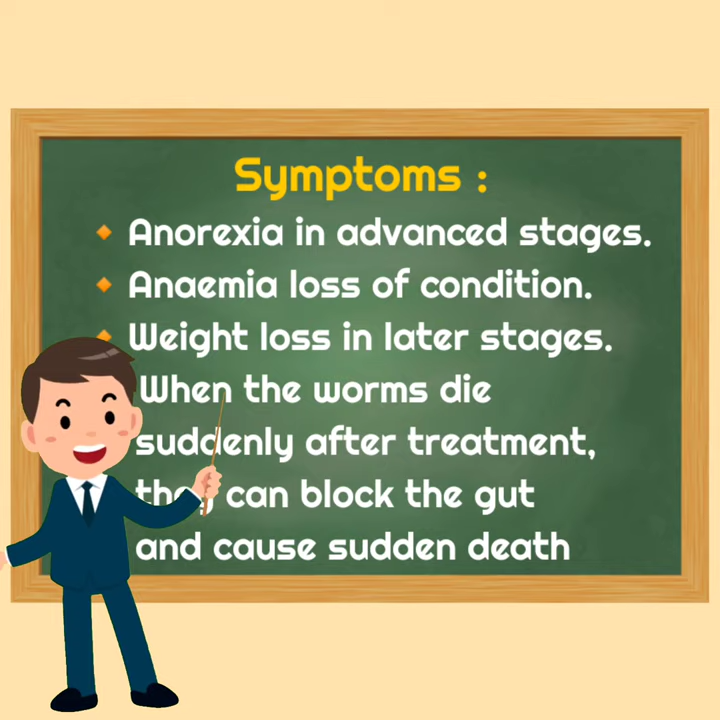 Symptoms :
Anorexia in advanced stages.
Anaemia loss of condition.
Weight loss in later stages.
When the worms die
suddenly after treatment,
they can block the gut
and cause sudden death